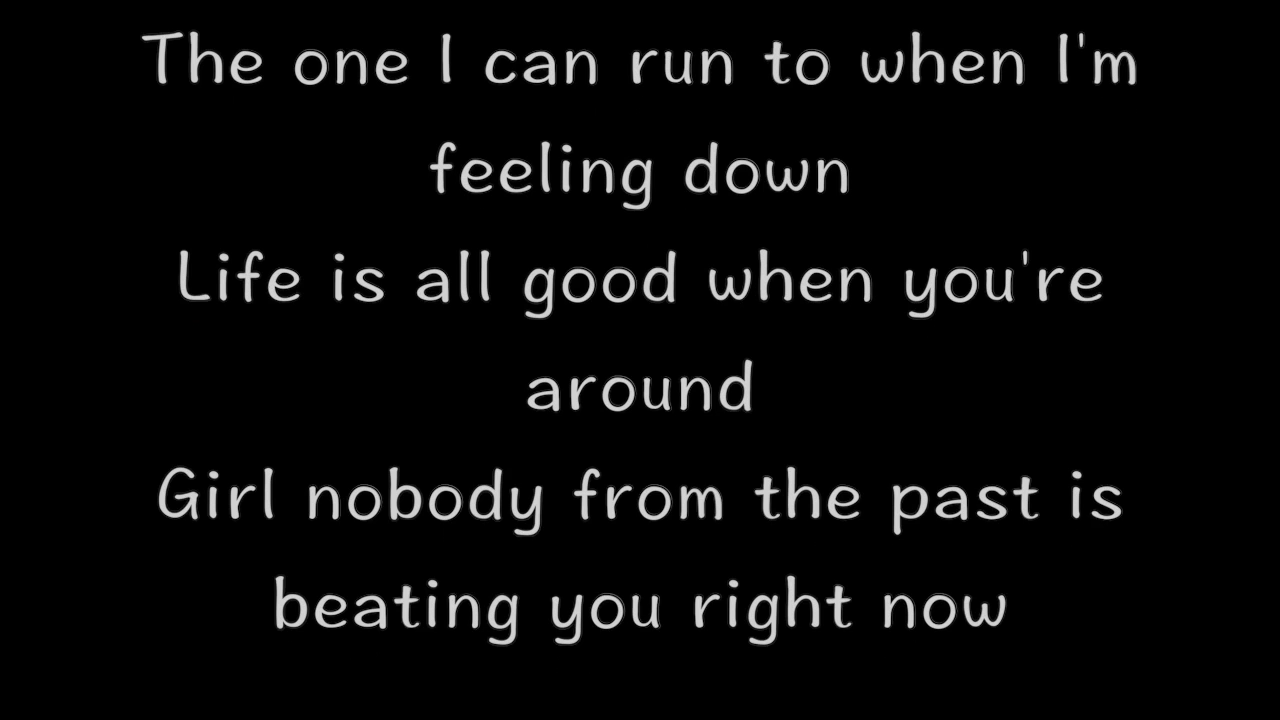 The one I can run to when I'm
feeling down
Life is all good when you're
around
Girl nobody from the past is
beating you right now